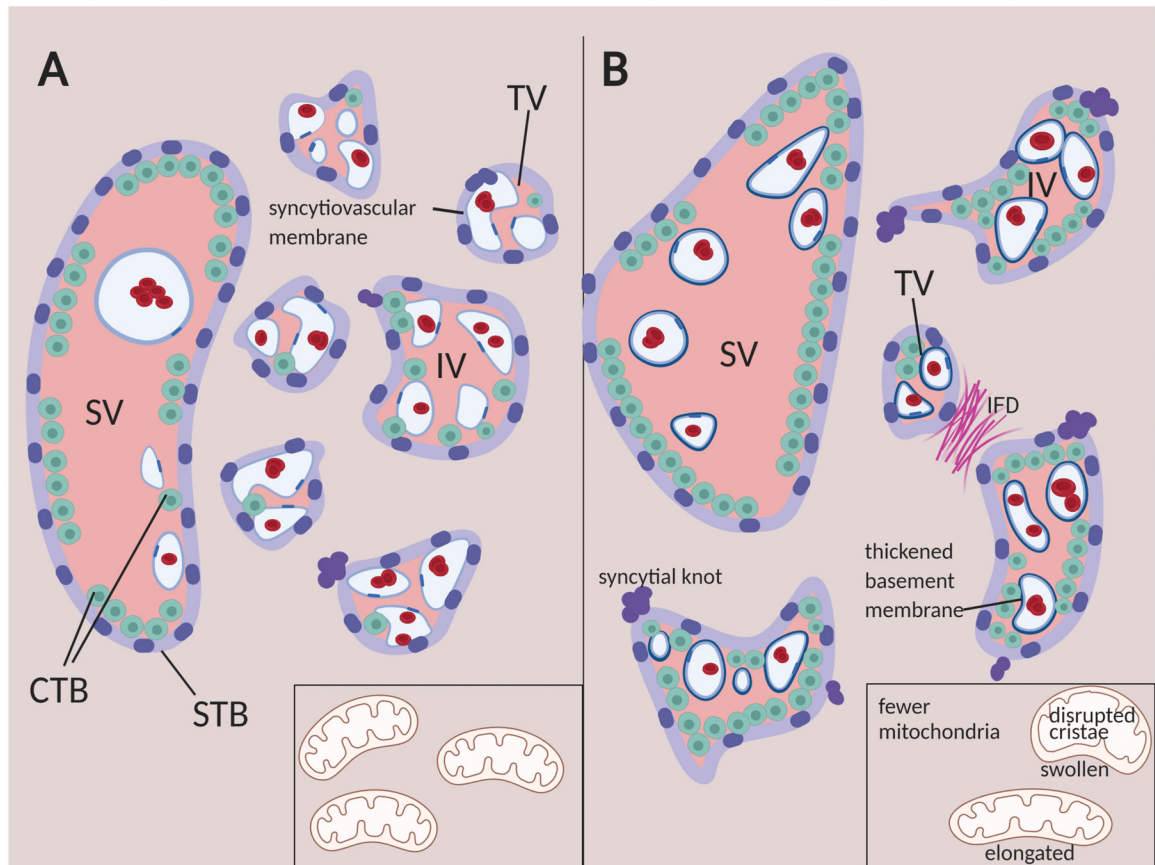 A
TV
syncytiovascular
membrane
SV
IV
CTB
STB
B
IV
TV
SV
IFD
thickened
basement
membrane
syncytial knot
fewer
mitochondria
disrupted
cristae
swollen
elongated